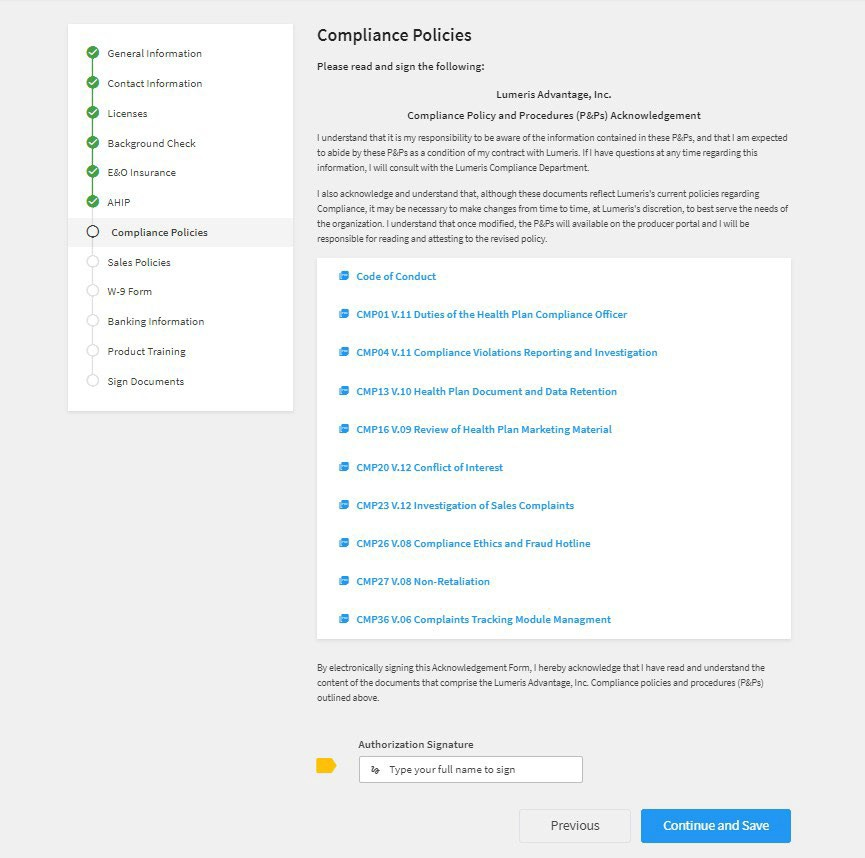 General Information
Contact Information
Licenses
Background Check
E&O Insurance
AHIP
Compliance Policies
Sales Policies
W-9 Form
Banking Information
Product Training
Sign Documents
Compliance Policies
Please read and sign the following:
Lumeris Advantage, Inc.
Compliance Policy and Procedures (P&Ps) Acknowledgement
I understand that it is my responsibility to be aware of the information contained in these P&Ps, and that I am expected
to abide by these P&Ps as a condition of my contract with Lumeris. If I have questions at any time regarding this
information, I will consult with the Lumeris Compliance Department.
I also acknowledge and understand that, although these documents reflect Lumeris's current policies regarding
Compliance, it may be necessary to make changes from time to time, at Lumeris's discretion, to best serve the needs of
the organization. I understand that once modified, the P&Ps will available on the producer portal and I will be
responsible for reading and attesting to the revised policy.
Code of Conduct
CMP01 V.11 Duties of the Health Plan Compliance Officer
CMP04 V.11 Compliance Violations Reporting and Investigation
CMP13 V.10 Health Plan Document and Data Retention
CMP16 V.09 Review of Health Plan Marketing Material
CMP20 V.12 Conflict of Interest
CMP23 V.12 Investigation of Sales Complaints
CMP26 V.08 Compliance Ethics and Fraud Hotline
CMP27 V.08 Non-Retaliation
CMP36 V.06 Complaints Tracking Module Managment
By electronically signing this Acknowledgement Form, I hereby acknowledge that I have read and understand the
content of the documents that comprise the Lumeris Advantage, Inc. Compliance policies and procedures (P&Ps)
outlined above.
Authorization Signature
Type your full name to sign
Previous
Continue and Save